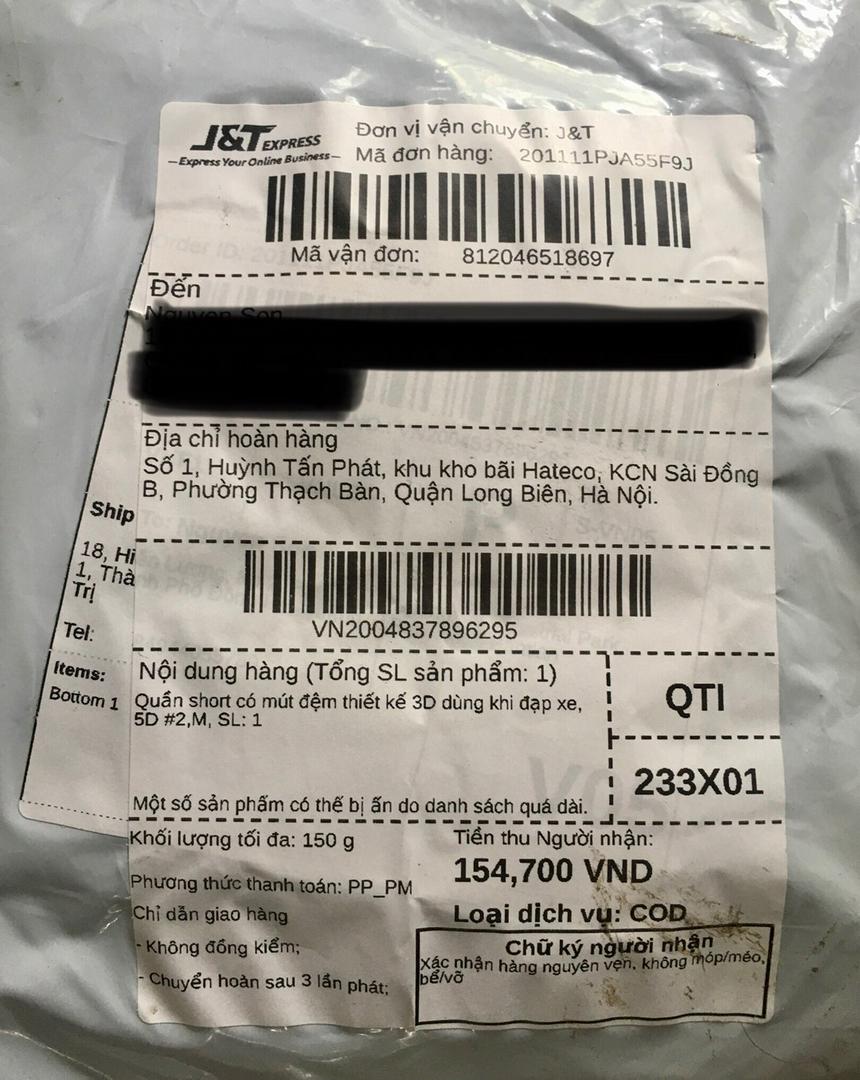 J&T EXPRESS
Express Your Online Business
Đơn vị vận chuyển: J&T
Mã đơn hàng: 201111PJA55F9J
Mã vận đơn: 812046518697
Đến
Địa chỉ hoàn hàng
Số 1, Huỳnh Tấn Phát, khu kho bãi Hateco, KCN Sài Đồng
B, Phường Thạch Bàn, Quận Long Biên, Hà Nội.
Ship
18, Hi
1, Thà
Trị
Tel:
Items:
Bottom 1
VN2004837896295
Nội dung hàng (Tổng SL sản phẩm: 1)
Quần short có mút đệm thiết kế 3D dùng khi đạp xe,
5D #2,M, SL: 1
Một số sản phẩm có thể bị ẩn do danh sách quá dài.
QTI
233X01
Khối lượng tối đa: 150 g
Phương thức thanh toán: PP_PM
Chỉ dẫn giao hàng
- Không đồng kiểm;
- Chuyển hoàn sau 3 lần phát;
Tiền thu Người nhận:
154,700 VND
Loại dịch vụ: COD
Chữ ký người nhận
Xác nhận hàng nguyên vẹn, không móp/méo,
bể/vỡ